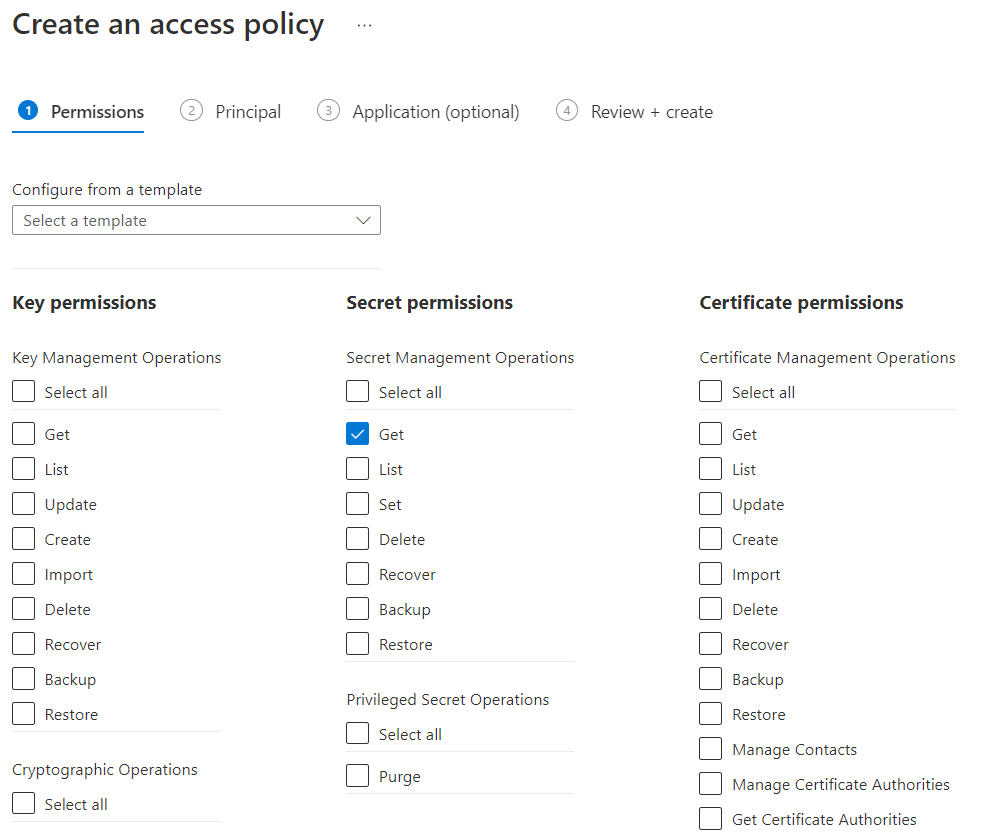 Create an access policy ...
1 Permissions 2 Principal 3 Application (optional) 4 Review + create
Configure from a template
Select a template
Key permissions
Key Management Operations
Select all
Get
List
Update
Create
Import
Delete
Recover
Backup
Restore
Cryptographic Operations
Select all
Secret permissions
Secret Management Operations
Select all
Get
List
Set
Delete
Recover
Backup
Restore
Privileged Secret Operations
Select all
Purge
Certificate permissions
Certificate Management Operations
Select all
Get
List
Update
Create
Import
Delete
Recover
Backup
Restore
Manage Contacts
Manage Certificate Authorities
Get Certificate Authorities